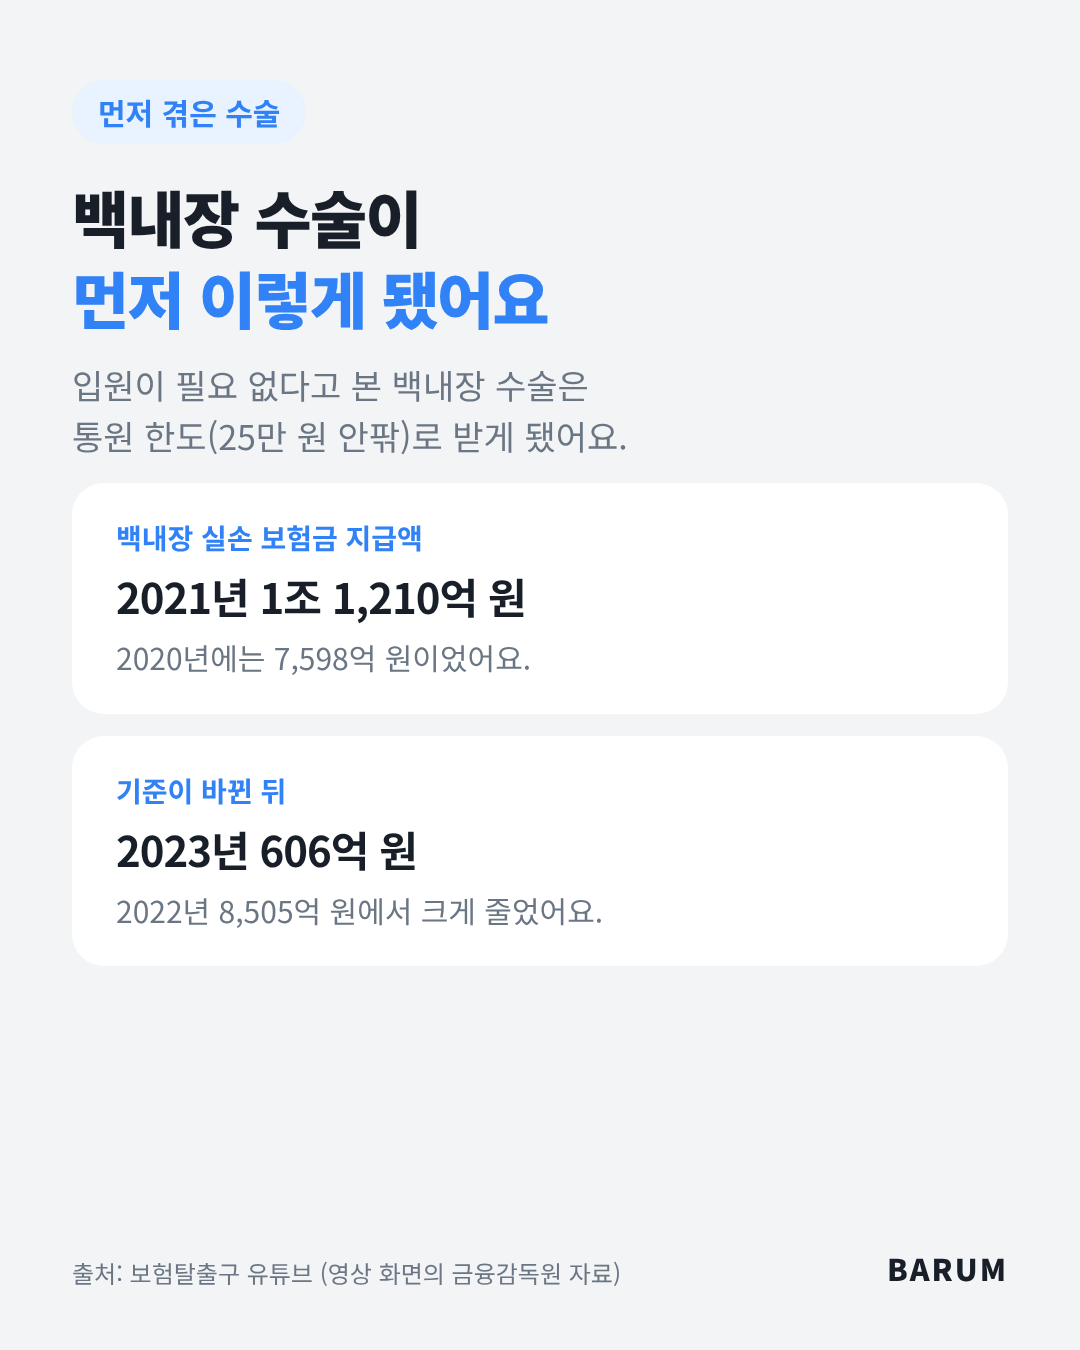 먼저 겪은 수술
백내장 수술이
먼저 이렇게 됐어요
입원이 필요 없다고 본 백내장 수술은
통원 한도(25만 원 안팎)로 받게 됐어요.
백내장 실손 보험금 지급액
2021년 1조 1,210억 원
2020년에는 7,598억 원이었어요.
기준이 바뀐 뒤
2023년 606억 원
2022년 8,505억 원에서 크게 줄었어요.
출처: 보험탈출구 유튜브 (영상 화면의 금융감독원 자료)
BARUM